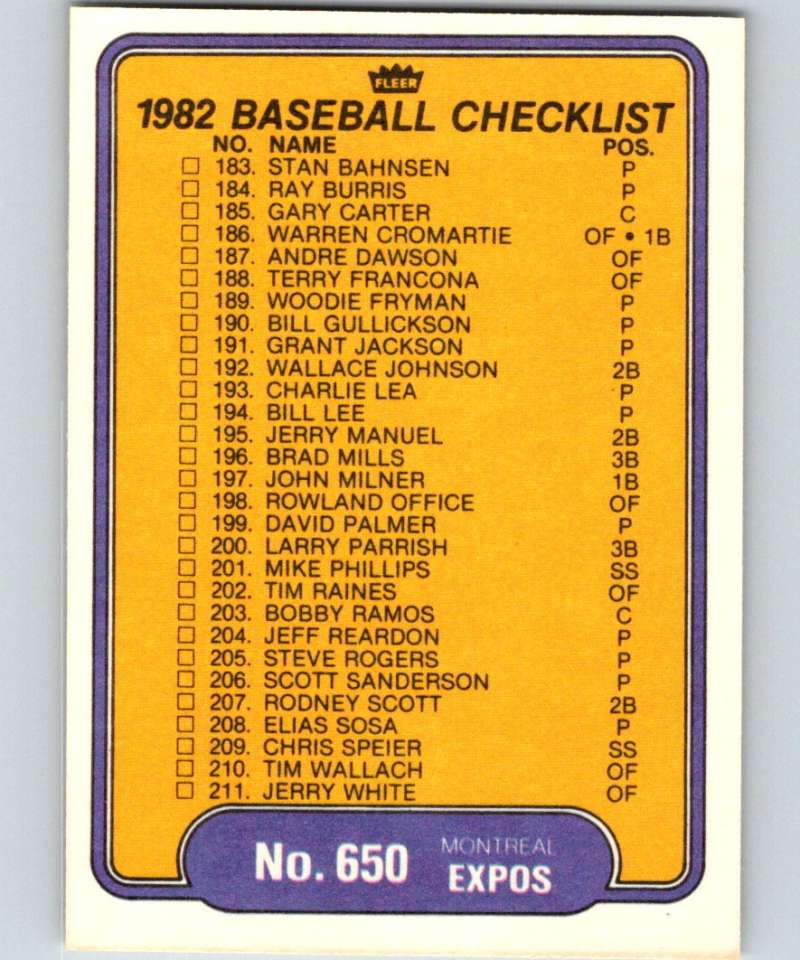 FLEER
1982 BASEBALL CHECKLIST
NO. NAME POS.
183. STAN BAHNSEN P
184. RAY BURRIS P
185. GARY CARTER C
186. WARREN CROMARTIE OF • 1B
187. ANDRE DAWSON OF
188. TERRY FRANCONA OF
189. WOODIE FRYMAN P
190. BILL GULLICKSON P
191. GRANT JACKSON P
192. WALLACE JOHNSON 2B
193. CHARLIE LEA P
194. BILL LEE P
195. JERRY MANUEL 2B
196. BRAD MILLS 3B
197. JOHN MILNER 1B
198. ROWLAND OFFICE OF
199. DAVID PALMER P
200. LARRY PARRISH 3B
201. MIKE PHILLIPS SS
202. TIM RAINES OF
203. BOBBY RAMOS C
204. JEFF REARDON P
205. STEVE ROGERS P
206. SCOTT SANDERSON P
207. RODNEY SCOTT 2B
208. ELIAS SOSA P
209. CHRIS SPEIER SS
210. TIM WALLACH OF
211. JERRY WHITE OF
No. 650 MONTREAL
EXPOS